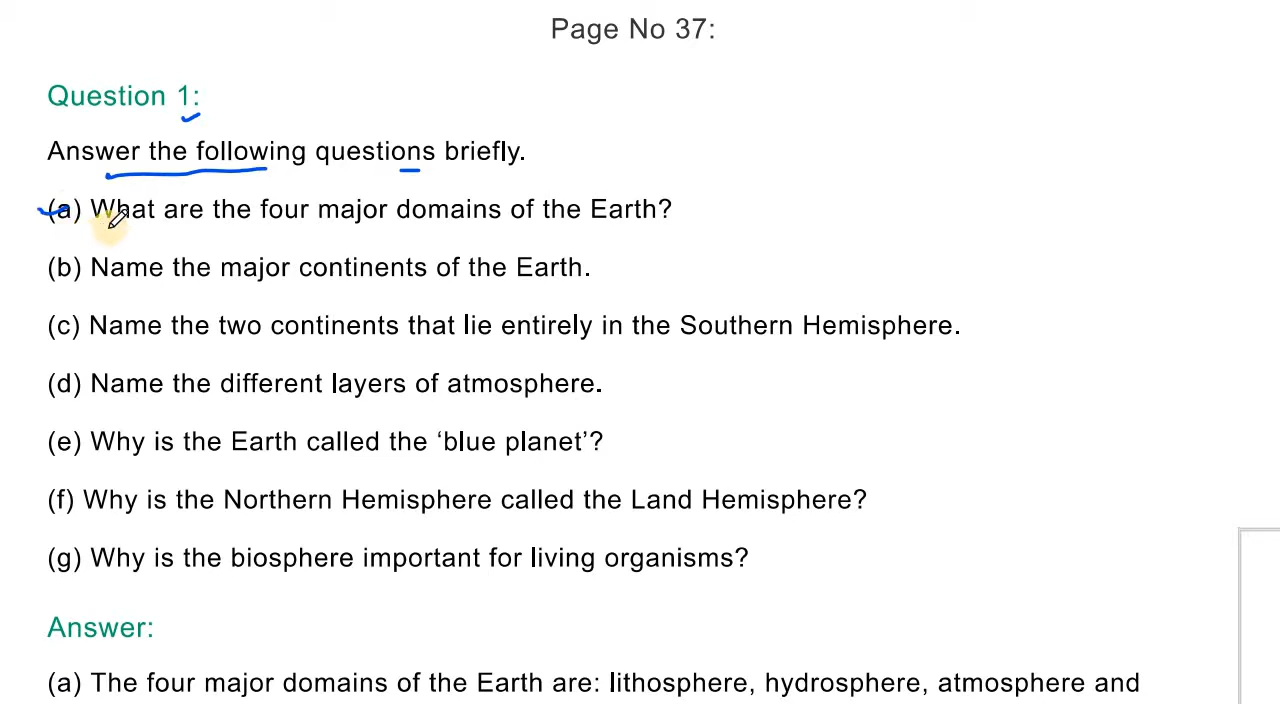 Page No 37:
Question 1:
Answer the following questions briefly.
(a) What are the four major domains of the Earth?
(b) Name the major continents of the Earth.
(c) Name the two continents that lie entirely in the Southern Hemisphere.
(d) Name the different layers of atmosphere.
(e) Why is the Earth called the ‘blue planet’?
(f) Why is the Northern Hemisphere called the Land Hemisphere?
(g) Why is the biosphere important for living organisms?
Answer:
(a) The four major domains of the Earth are: lithosphere, hydrosphere, atmosphere and